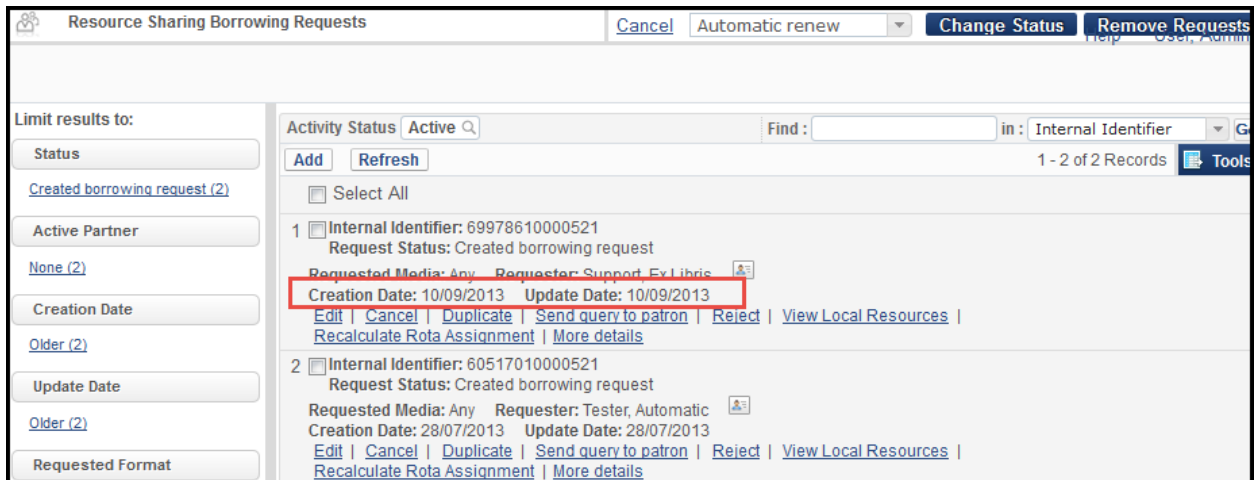 Resource Sharing Borrowing Requests
Cancel Automatic renew Change Status Remove Requests
Help User, Admin
Limit results to:
Status
Created borrowing request (2)
Active Partner
None (2)
Creation Date
Older (2)
Update Date
Older (2)
Requested Format
Activity Status Active Find : in : Internal Identifier
Add Refresh 1 - 2 of 2 Records Tools
Select All
1 Internal Identifier: 69978610000521
Request Status: Created borrowing request
Requested Media: Any Requester: Support, Ex Libris
Creation Date: 10/09/2013 Update Date: 10/09/2013
Edit | Cancel | Duplicate | Send query to patron | Reject | View Local Resources |
Recalculate Rota Assignment | More details
2 Internal Identifier: 60517010000521
Request Status: Created borrowing request
Requested Media: Any Requester: Tester, Automatic
Creation Date: 28/07/2013 Update Date: 28/07/2013
Edit | Cancel | Duplicate | Send query to patron | Reject | View Local Resources |
Recalculate Rota Assignment | More details